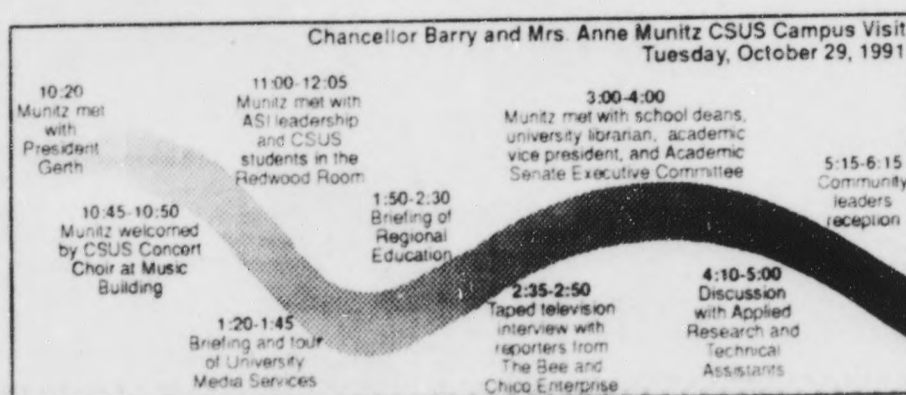 Chancellor Barry and Mrs. Anne Munitz CSUS Campus Visit
Tuesday, October 29, 1991
10:20
Munitz met
with
President
Gerth
10:45-10:50
Munitz welcomed
by CSUS Concert
Choir at Music
Building
11:00-12:05
Munitz met with
ASI leadership
and CSUS
students in the
Redwood Room
1:20-1:45
Briefing and tour
of University
Media Services
1:50-2:30
Briefing of
Regional
Education
2:35-2:50
Taped television
interview with
reporters from
The Bee and
Chico Enterprise
3:00-4:00
Munitz met with school deans,
university librarian, academic
vice president, and Academic
Senate Executive Committee
4:10-5:00
Discussion
with Applied
Research and
Technical
Assistants
5:15-6:15
Community
leaders
reception